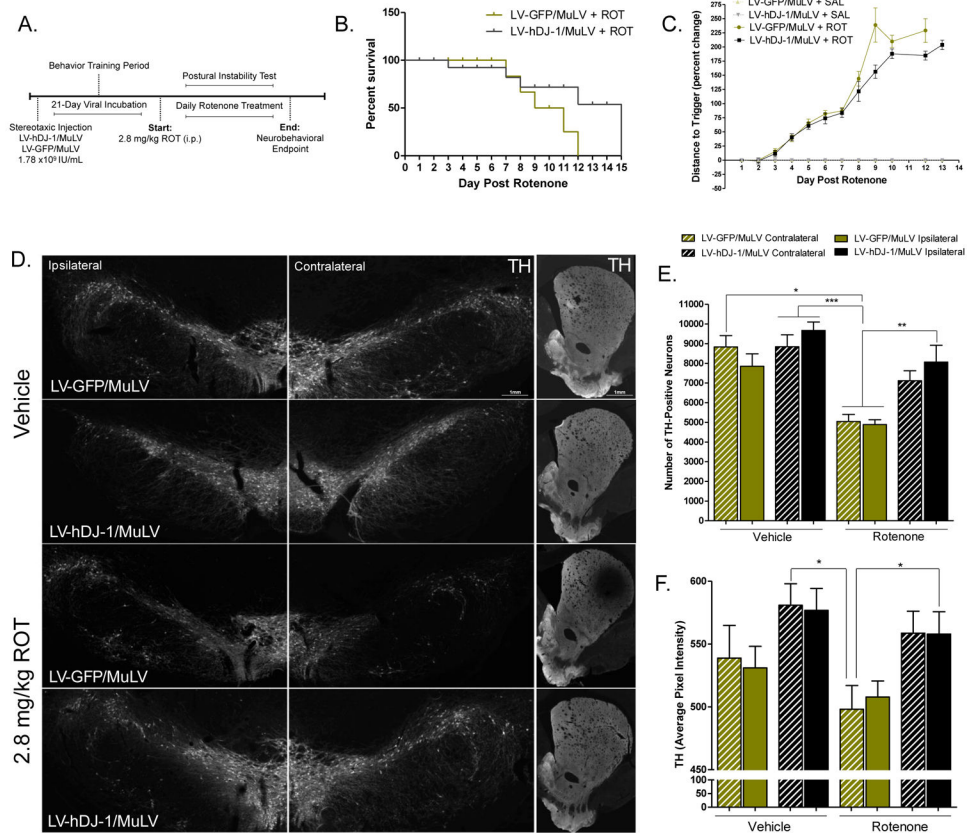 A.
Behavior Training Period
Postural Instability Test
21-Day Viral Incubation
Daily Rotenone Treatment
Stereotaxic Injection
LV-hDJ-1/MuLV
LV-GFP/MuLV
1.78 x10⁹ IU/mL
Start:
2.8 mg/kg ROT (i.p.)
End:
Neurobehavioral
Endpoint
B.
LV-GFP/MuLV + ROT
LV-hDJ-1/MuLV + ROT
Percent survival
100
50
0
0 1 2 3 4 5 6 7 8 9 10 11 12 13 14 15
Day Post Rotenone
C.
LV-GFP/MuLV + SAL
LV-hDJ-1/MuLV + SAL
LV-GFP/MuLV + ROT
LV-hDJ-1/MuLV + ROT
Distance to Trigger (percent change)
275
250
225
200
175
150
125
100
75
50
25
0
-25
-50
1 2 3 4 5 6 7 8 9 10 11 12 13
Day Post Rotenone
D.
Ipsilateral
Contralateral
TH
TH
Vehicle
LV-GFP/MuLV
1mm
1mm
LV-hDJ-1/MuLV
2.8 mg/kg ROT
LV-GFP/MuLV
LV-hDJ-1/MuLV
LV-GFP/MuLV Contralateral
LV-GFP/MuLV Ipsilateral
LV-hDJ-1/MuLV Contralateral
LV-hDJ-1/MuLV Ipsilateral
E.
Number of TH-Positive Neurons
11000
10000
9000
8000
7000
6000
5000
4000
3000
2000
1000
0
*
***
**
Vehicle
Rotenone
F.
TH (Average Pixel Intensity)
600
550
500
450
100
75
50
25
0
*
*
Vehicle
Rotenone